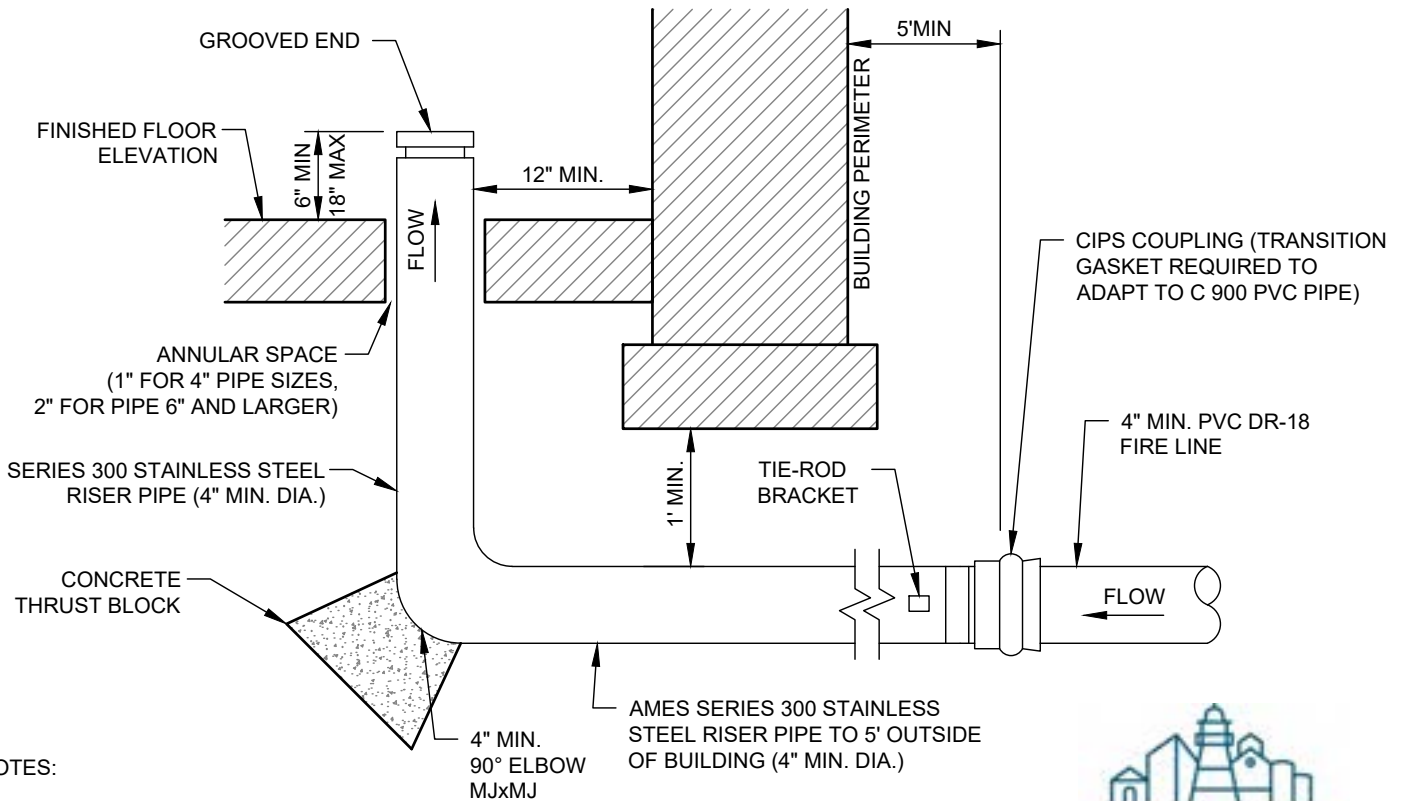 GROOVED END
5'MIN
FINISHED FLOOR
ELEVATION
6" MIN
18" MAX
12" MIN.
BUILDING PERIMETER
FLOW
CIPS COUPLING (TRANSITION
GASKET REQUIRED TO
ADAPT TO C 900 PVC PIPE)
ANNULAR SPACE
(1" FOR 4" PIPE SIZES,
2" FOR PIPE 6" AND LARGER)
4" MIN. PVC DR-18
FIRE LINE
SERIES 300 STAINLESS STEEL
RISER PIPE (4" MIN. DIA.)
TIE-ROD
BRACKET
1' MIN.
CONCRETE
THRUST BLOCK
FLOW
AMES SERIES 300 STAINLESS
STEEL RISER PIPE TO 5' OUTSIDE
OF BUILDING (4" MIN. DIA.)
4" MIN.
90° ELBOW
MJxMJ
OTES: